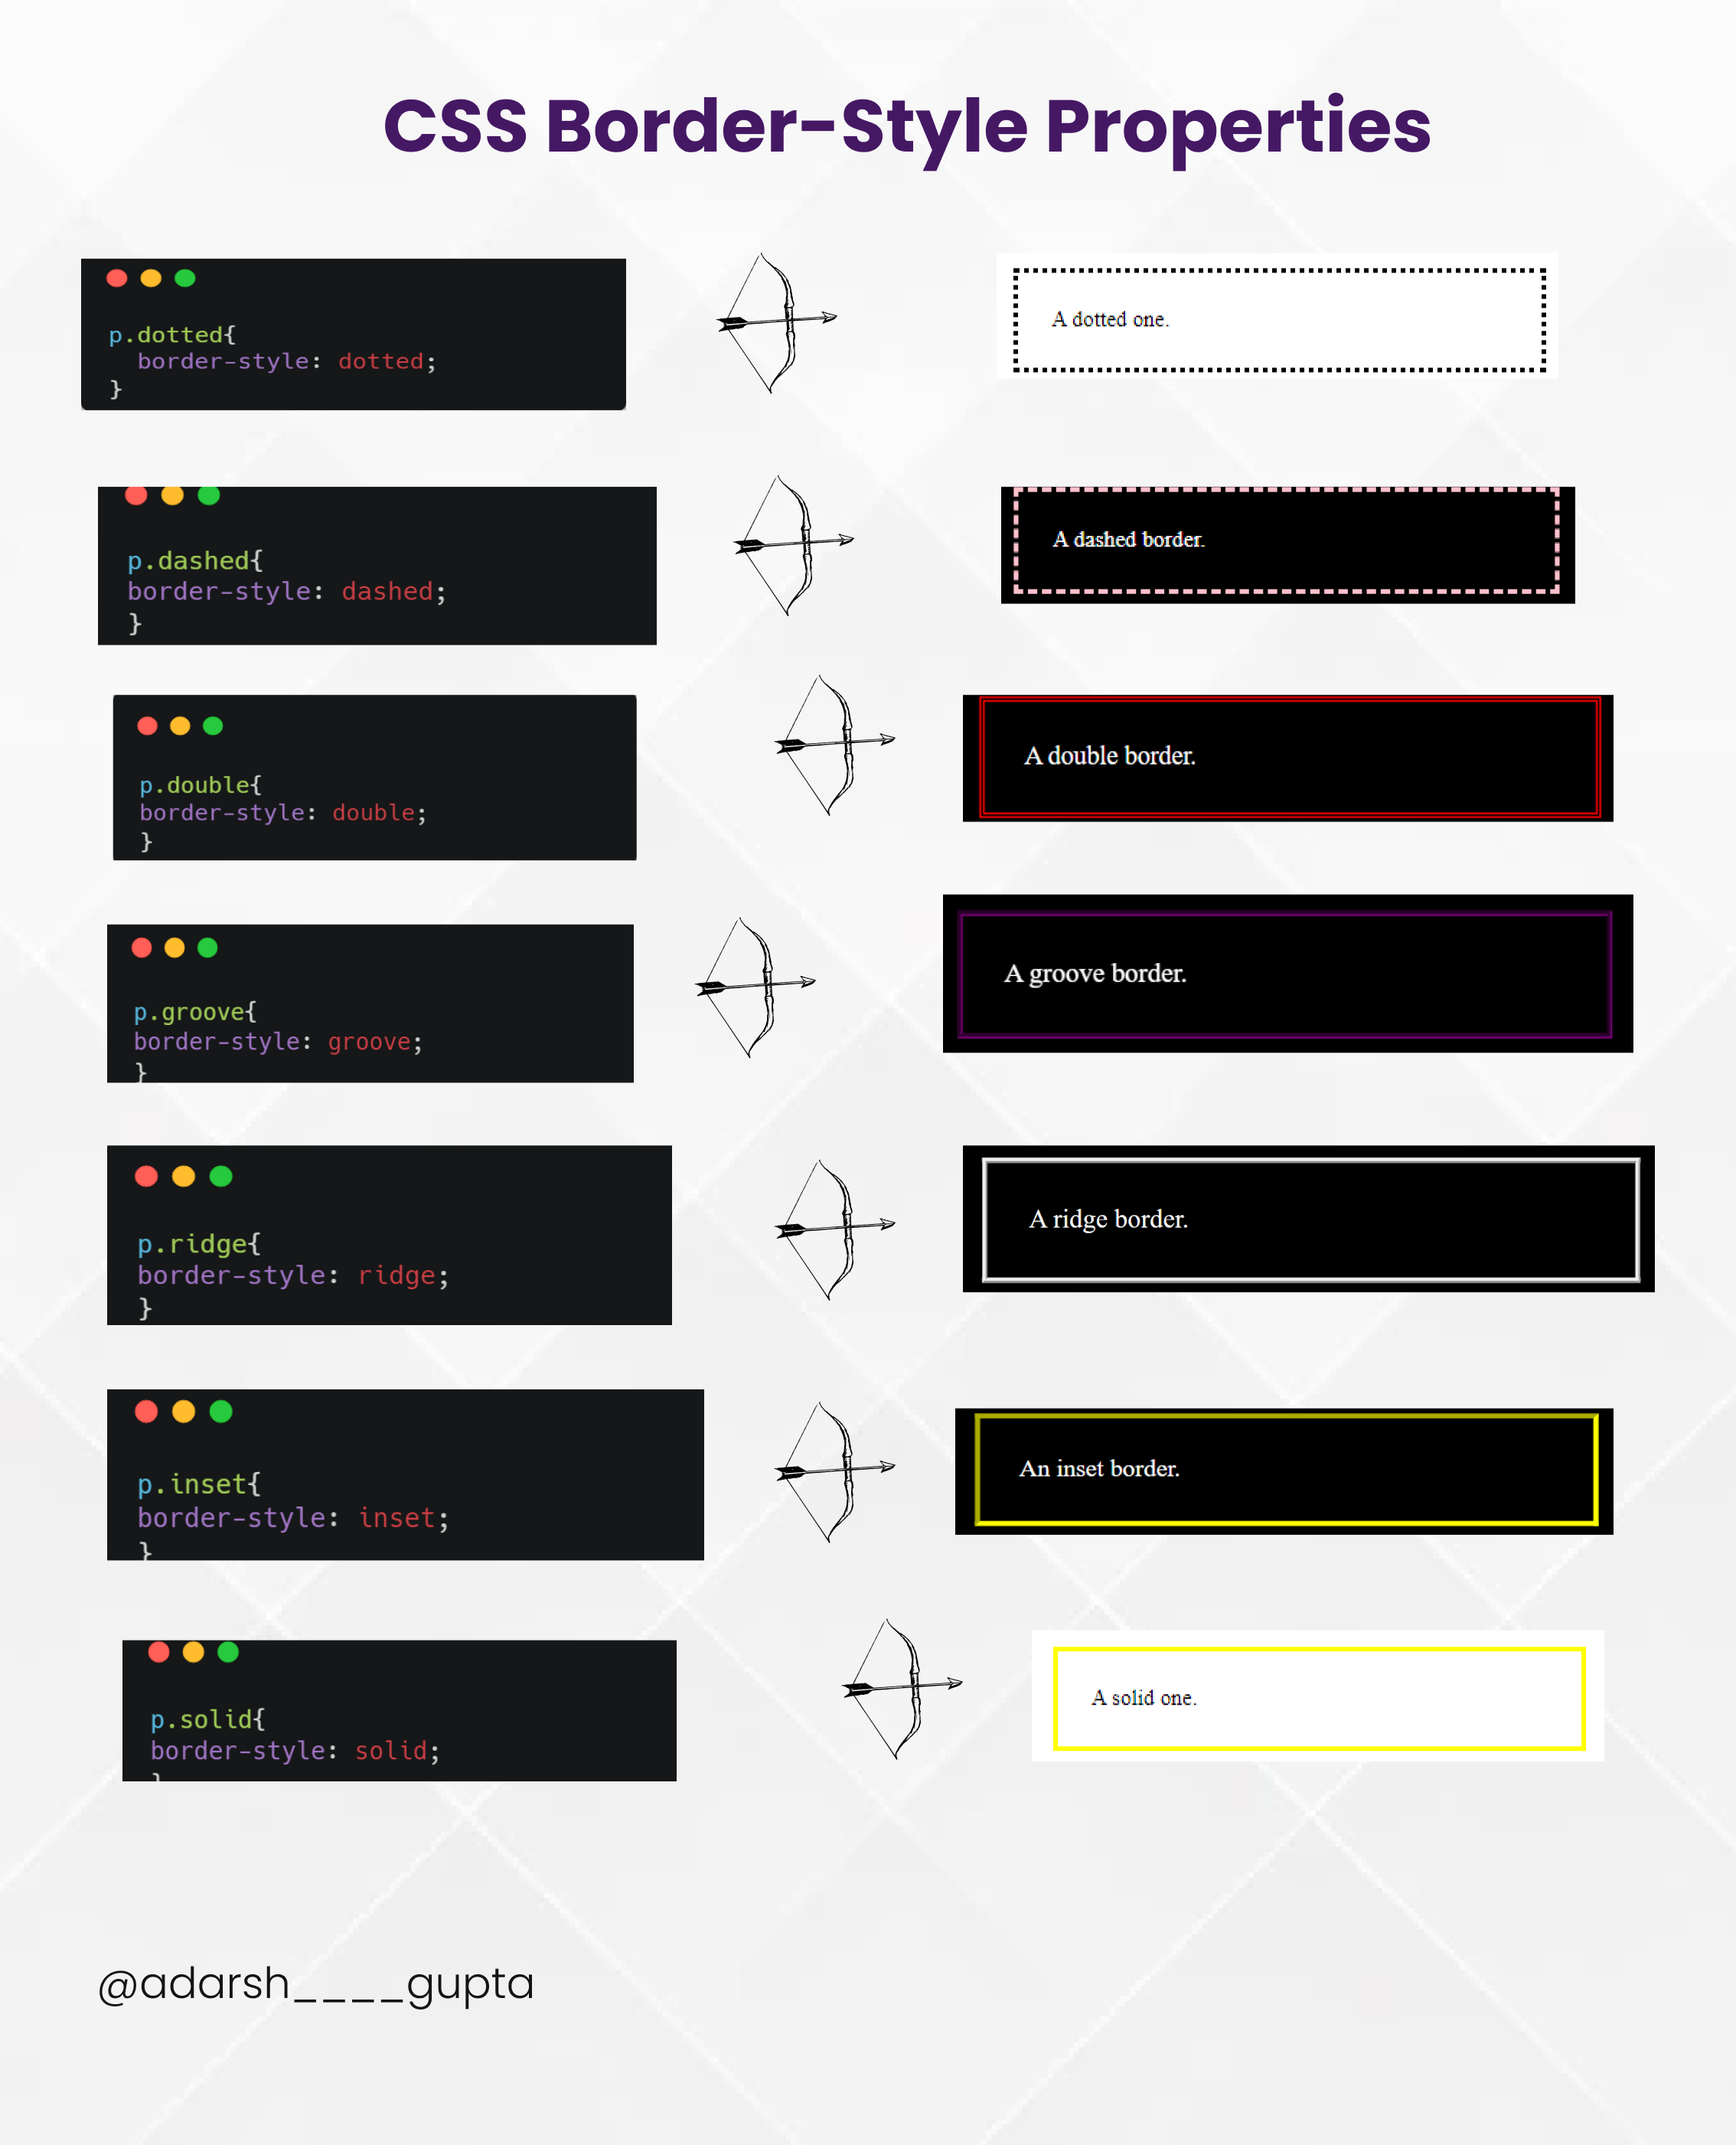 CSS Border-Style Properties
p.dotted{
border-style: dotted;
}
A dotted one.
p.dashed{
border-style: dashed;
}
A dashed border.
p.double{
border-style: double;
}
A double border.
p.groove{
border-style: groove;
}
A groove border.
p.ridge{
border-style: ridge;
}
A ridge border.
p.inset{
border-style: inset;
}
An inset border.
p.solid{
border-style: solid;
}
A solid one.
@adarsh____gupta